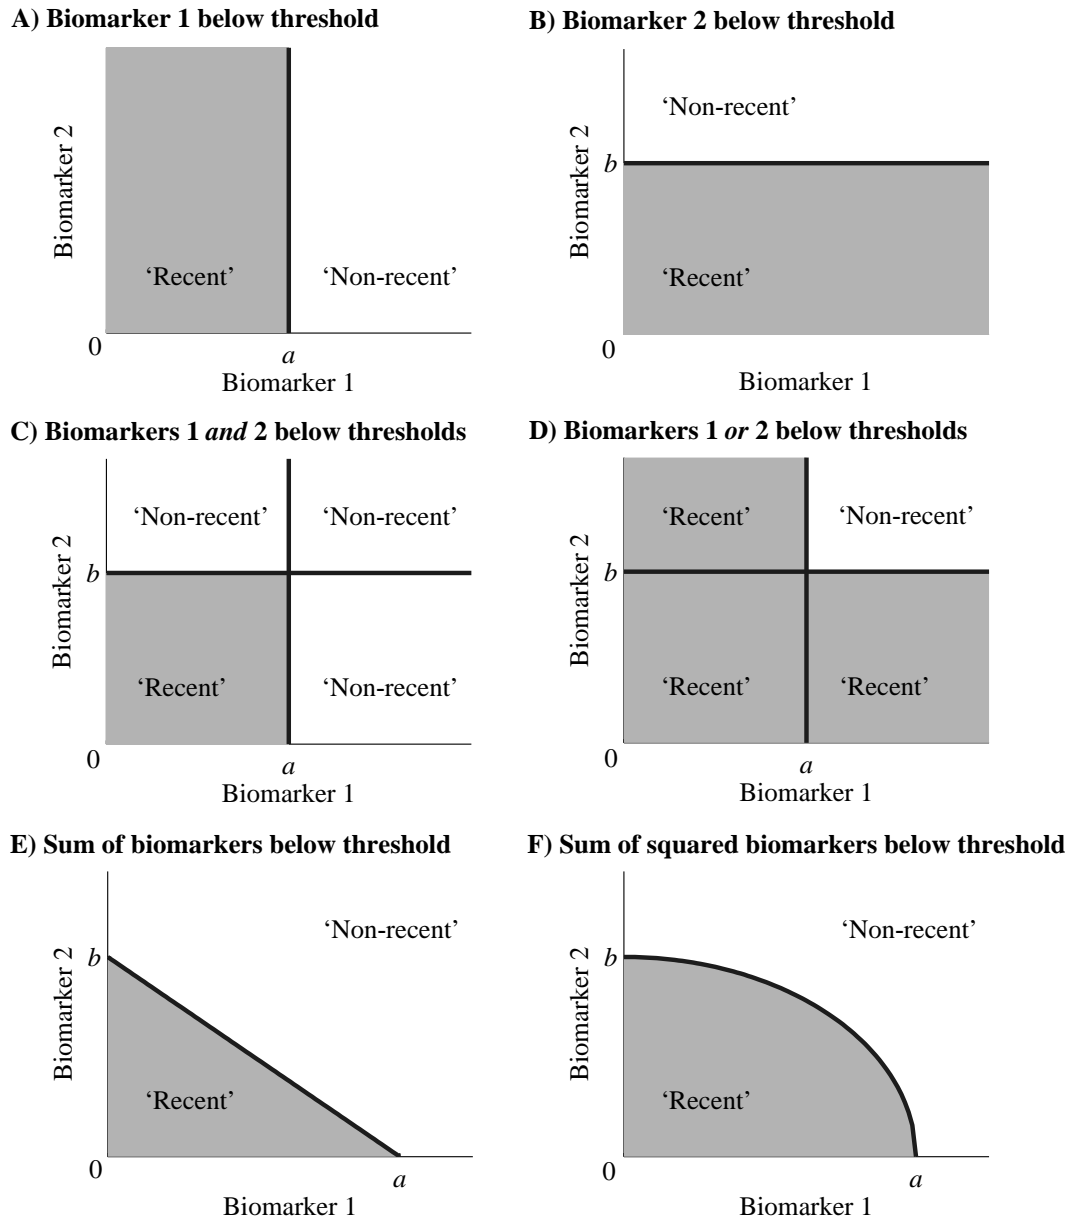 A) Biomarker 1 below threshold
Biomarker 2
‘Recent’
‘Non-recent’
0
a
Biomarker 1
B) Biomarker 2 below threshold
Biomarker 2
‘Non-recent’
b
‘Recent’
0
Biomarker 1
C) Biomarkers 1 and 2 below thresholds
Biomarker 2
‘Non-recent’
‘Non-recent’
b
‘Recent’
‘Non-recent’
0
a
Biomarker 1
D) Biomarkers 1 or 2 below thresholds
Biomarker 2
‘Recent’
‘Non-recent’
b
‘Recent’
‘Recent’
0
a
Biomarker 1
E) Sum of biomarkers below threshold
Biomarker 2
‘Non-recent’
b
‘Recent’
0
a
Biomarker 1
F) Sum of squared biomarkers below threshold
Biomarker 2
‘Non-recent’
b
‘Recent’
0
a
Biomarker 1